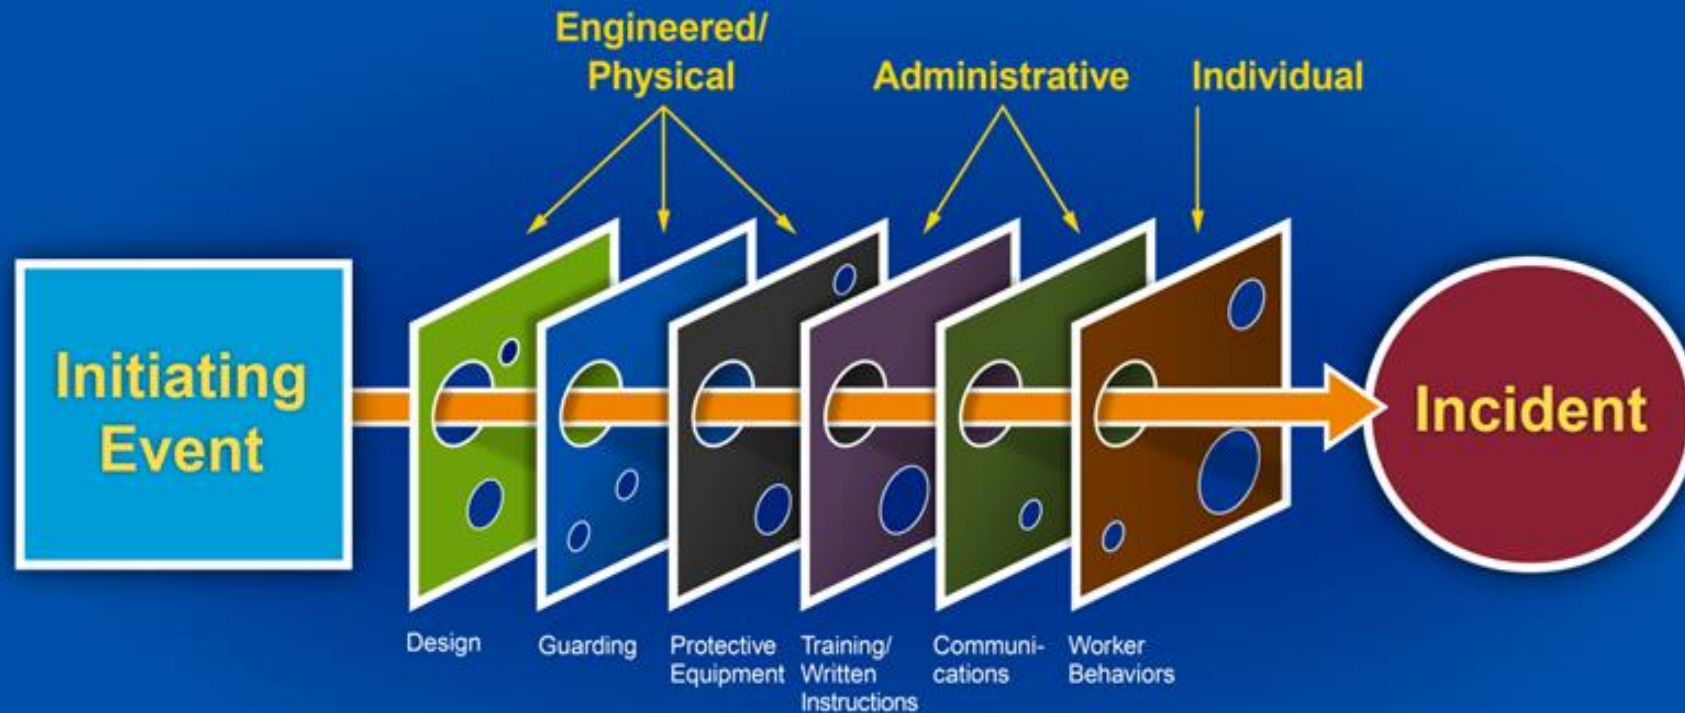 Engineered/
Physical
Administrative
Individual
Initiating
Event
Incident
Design
Guarding
Protective
Equipment
Training/
Written
Instructions
Communi-
cations
Worker
Behaviors